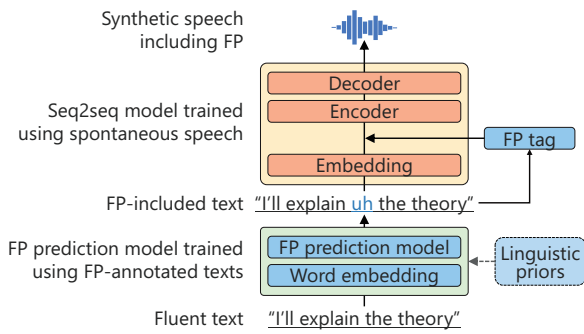 Synthetic speech
including FP
Decoder
Encoder
Seq2seq model trained
using spontaneous speech
FP tag
Embedding
FP-included text "I'll explain uh the theory"
FP prediction model trained
using FP-annotated texts
FP prediction model
Word embedding
Linguistic
priors
Fluent text "I'll explain the theory"